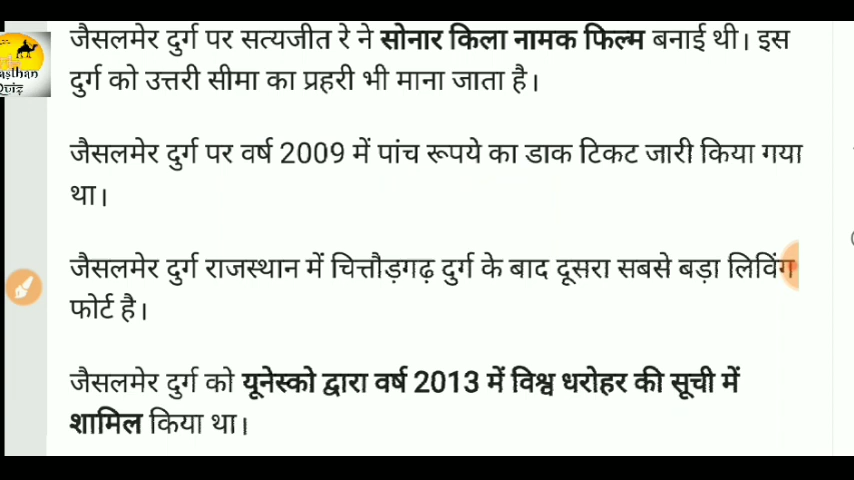 जैसलमेर दुर्ग पर सत्यजीत रे ने सोनार किला नामक फिल्म बनाई थी। इस
दुर्ग को उत्तरी सीमा का प्रहरी भी माना जाता है।
जैसलमेर दुर्ग पर वर्ष 2009 में पांच रूपये का डाक टिकट जारी किया गया
था।
जैसलमेर दुर्ग राजस्थान में चित्तौड़गढ़ दुर्ग के बाद दूसरा सबसे बड़ा लिविंग
फोर्ट है।
जैसलमेर दुर्ग को यूनेस्को द्वारा वर्ष 2013 में विश्व धरोहर की सूची में
शामिल किया था।